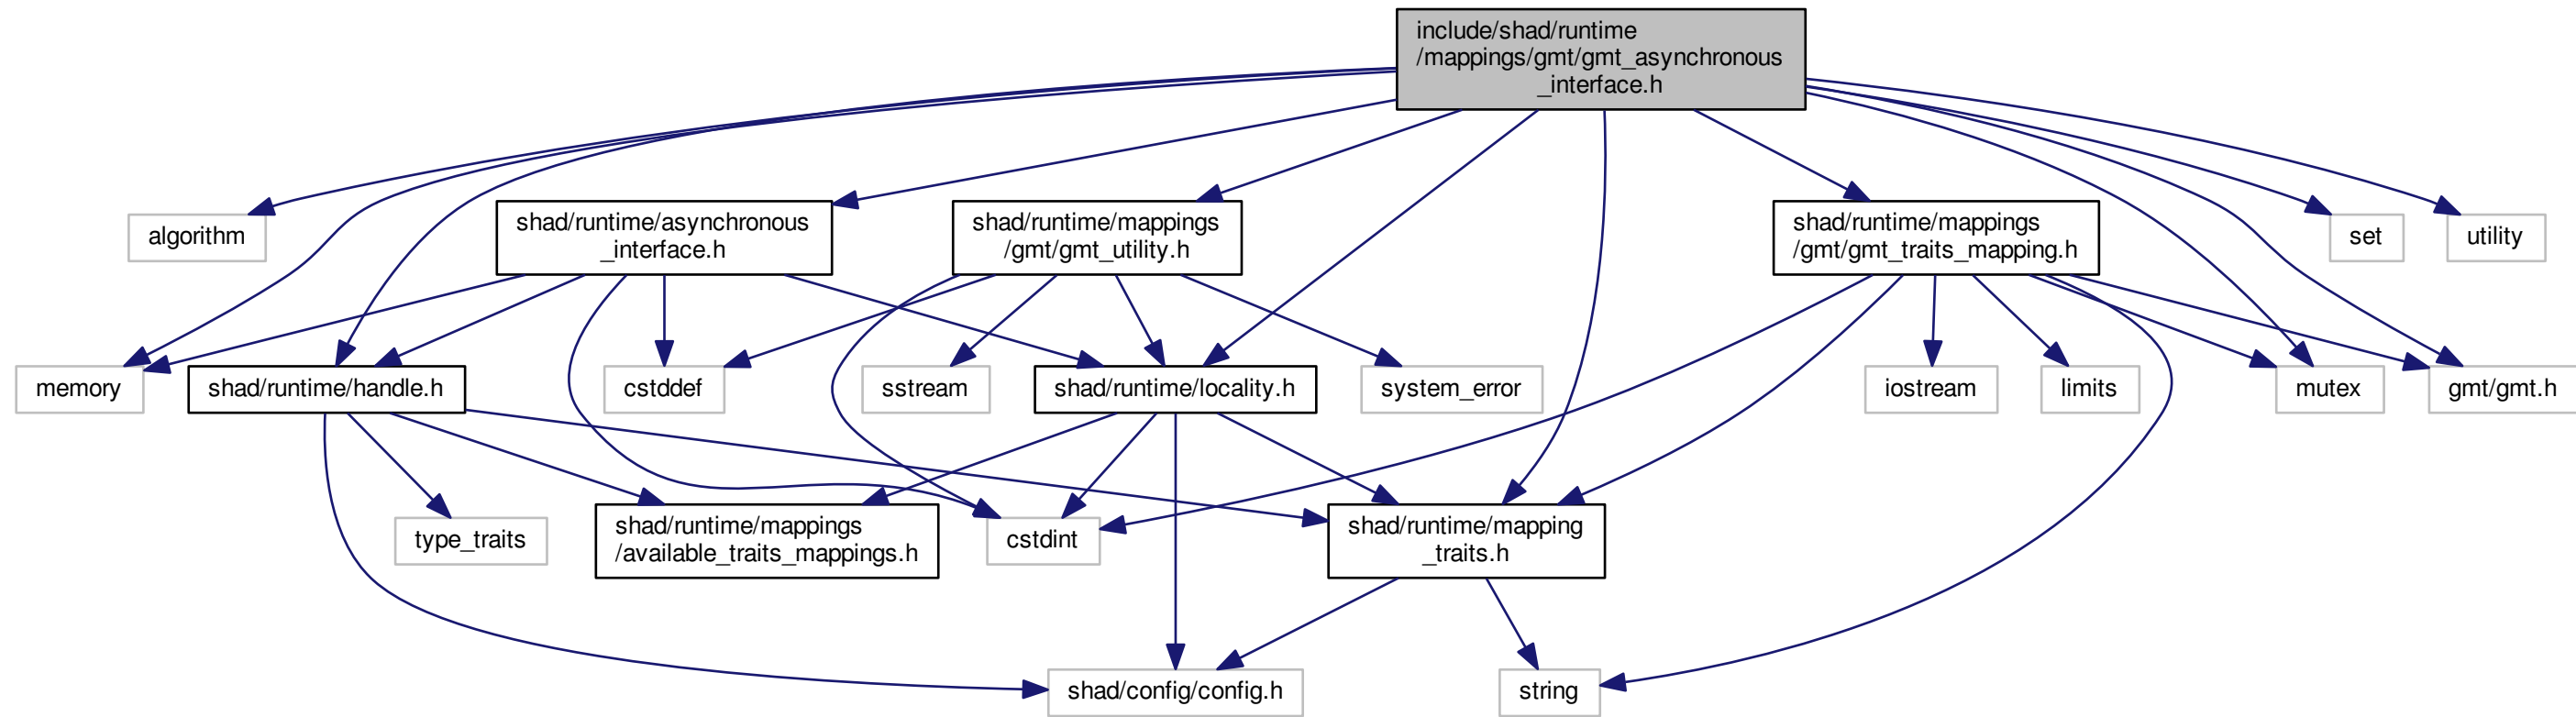 include/shad/runtime
/mappings/gmt/gmt_asynchronous
_interface.h
algorithm
shad/runtime/asynchronous
_interface.h
shad/runtime/mappings
/gmt/gmt_utility.h
shad/runtime/mappings
/gmt/gmt_traits_mapping.h
set
utility
memory
shad/runtime/handle.h
cstddef
sstream
shad/runtime/locality.h
system_error
iostream
limits
mutex
gmt/gmt.h
type_traits
shad/runtime/mappings
/available_traits_mappings.h
cstdint
shad/runtime/mapping
_traits.h
shad/config/config.h
string